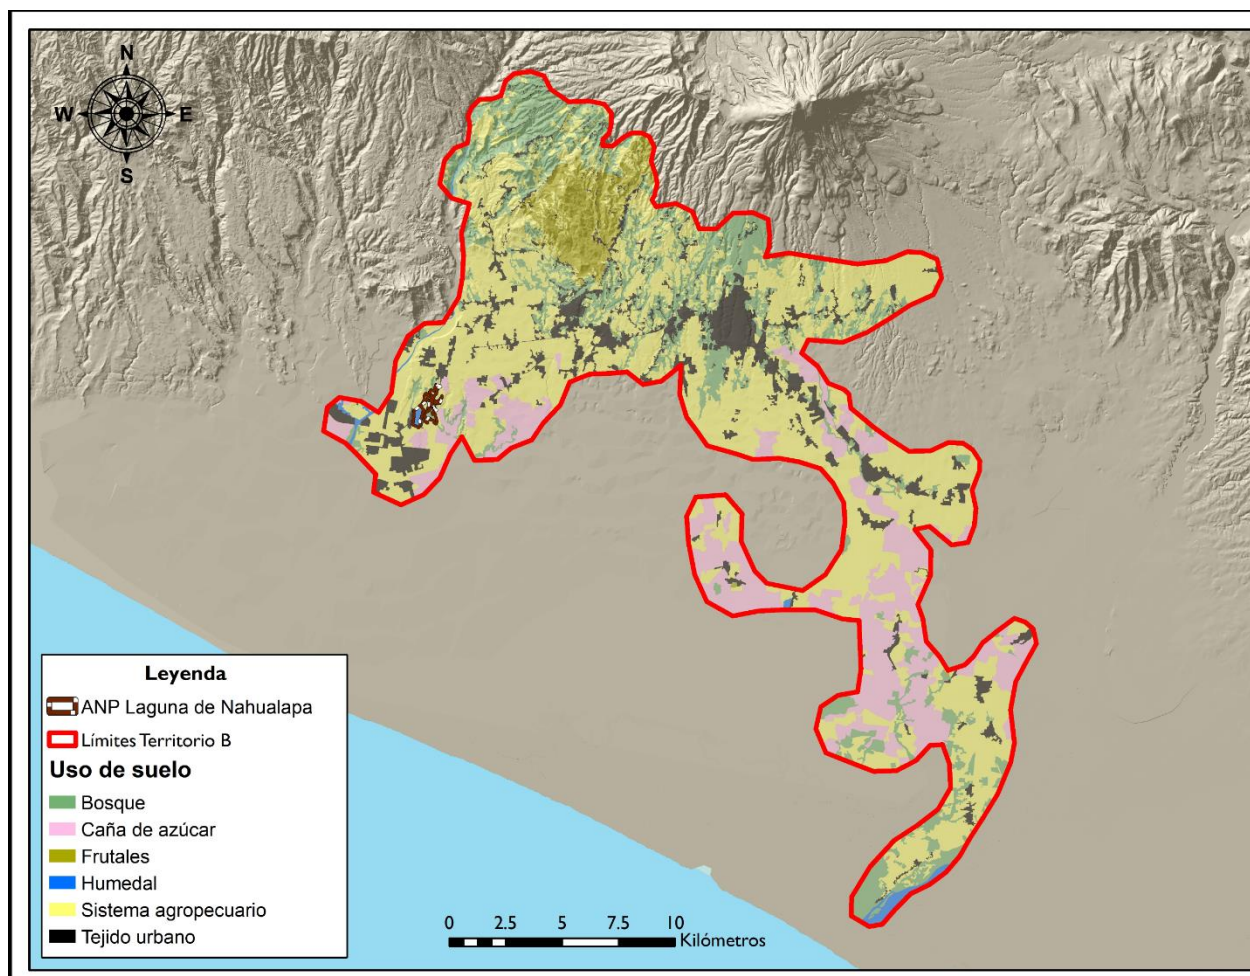 N
W E
S
Leyenda
ANP Laguna de Nahualapa
Límites Territorio B
Uso de suelo
Bosque
Caña de azúcar
Frutales
Humedal
Sistema agropecuario
Tejido urbano
0 2.5 5 7.5 10
Kilómetros